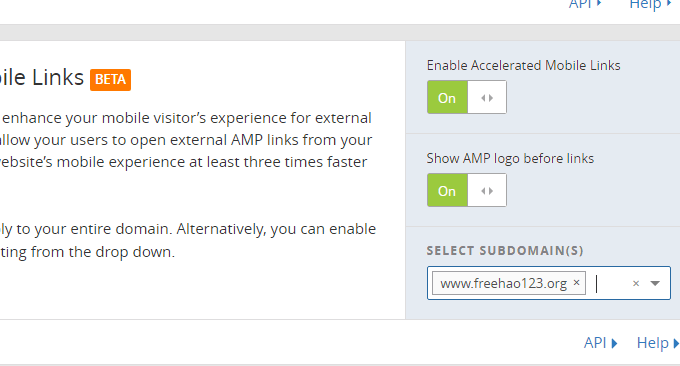 API Help
ile Links BETA
enhance your mobile visitor's experience for external
allow your users to open external AMP links from your
ebsite's mobile experience at least three times faster
ly to your entire domain. Alternatively, you can enable
ting from the drop down.
Enable Accelerated Mobile Links
On
Show AMP logo before links
On
SELECT SUBDOMAIN(S)
www.freehao123.org × ×
API Help